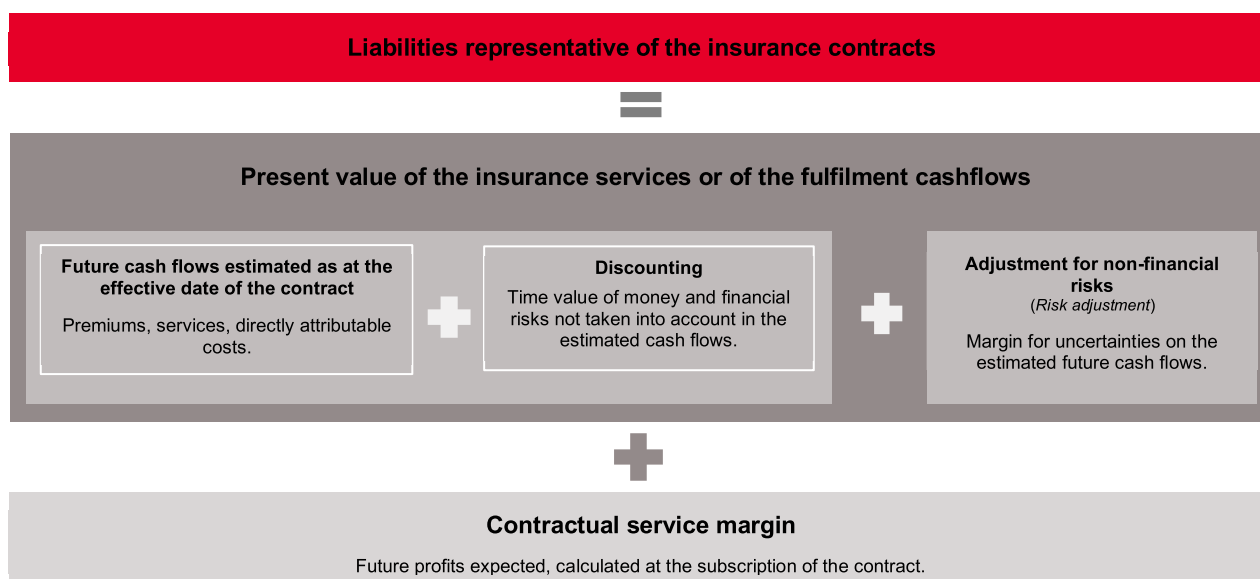 Liabilities representative of the insurance contracts
Present value of the insurance services or of the fulfilment cashflows
Future cash flows estimated as at the
effective date of the contract
Premiums, services, directly attributable
costs.
Discounting
Time value of money and financial
risks not taken into account in the
estimated cash flows.
Adjustment for non-financial
risks
(Risk adjustment)
Margin for uncertainties on the
estimated future cash flows.
Contractual service margin
Future profits expected, calculated at the subscription of the contract.